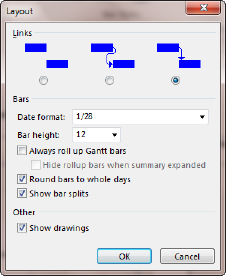 Layout
Links
Bars
Date format: 1/28
Bar height: 12
Always roll up Gantt bars
Hide rollup bars when summary expanded
Round bars to whole days
Show bar splits
Other
Show drawings
OK Cancel